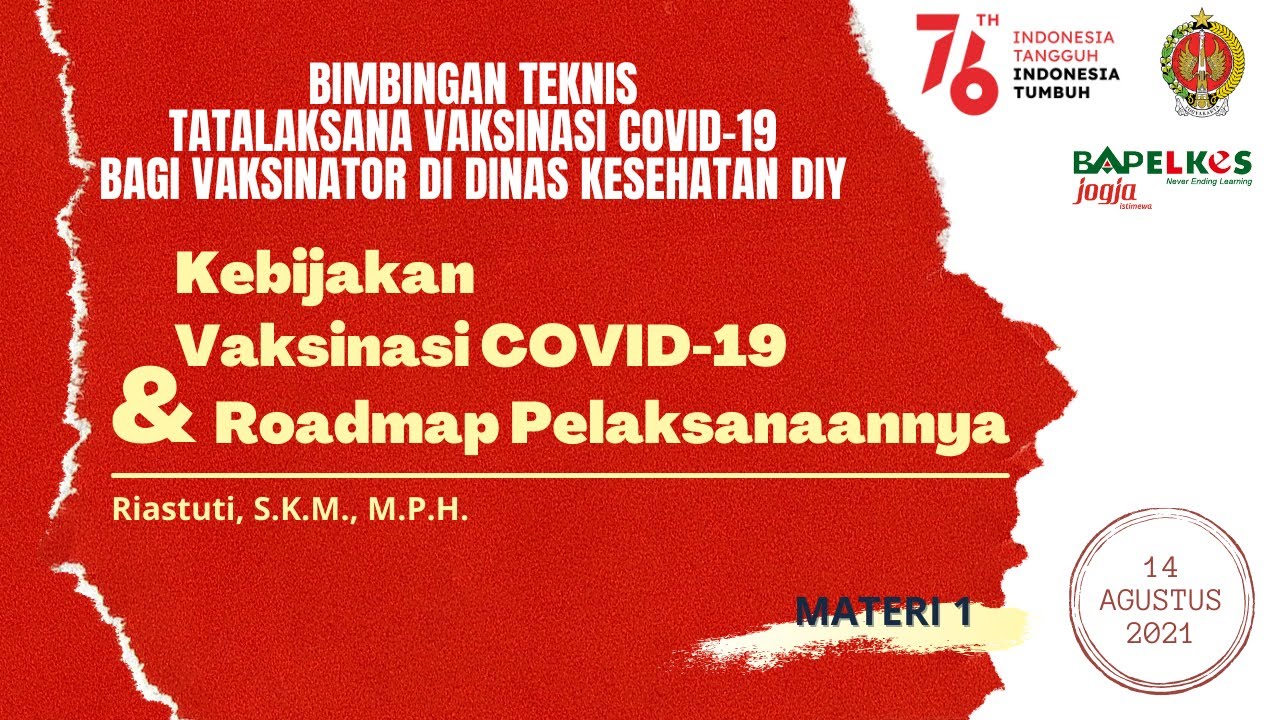 BIMBINGAN TEKNIS
TATALAKSANA VAKSINASI COVID-19
BAGI VAKSINATOR DI DINAS KESEHATAN DIY
Kebijakan
Vaksinasi COVID-19
& Roadmap Pelaksanaannya
Riastuti, S.K.M., M.P.H.
MATERI 1
76TH
INDONESIA
TANGGUH
INDONESIA
TUMBUH
BAPELKES
Never Ending Learning
jogja
istimewa
14
AGUSTUS
2021